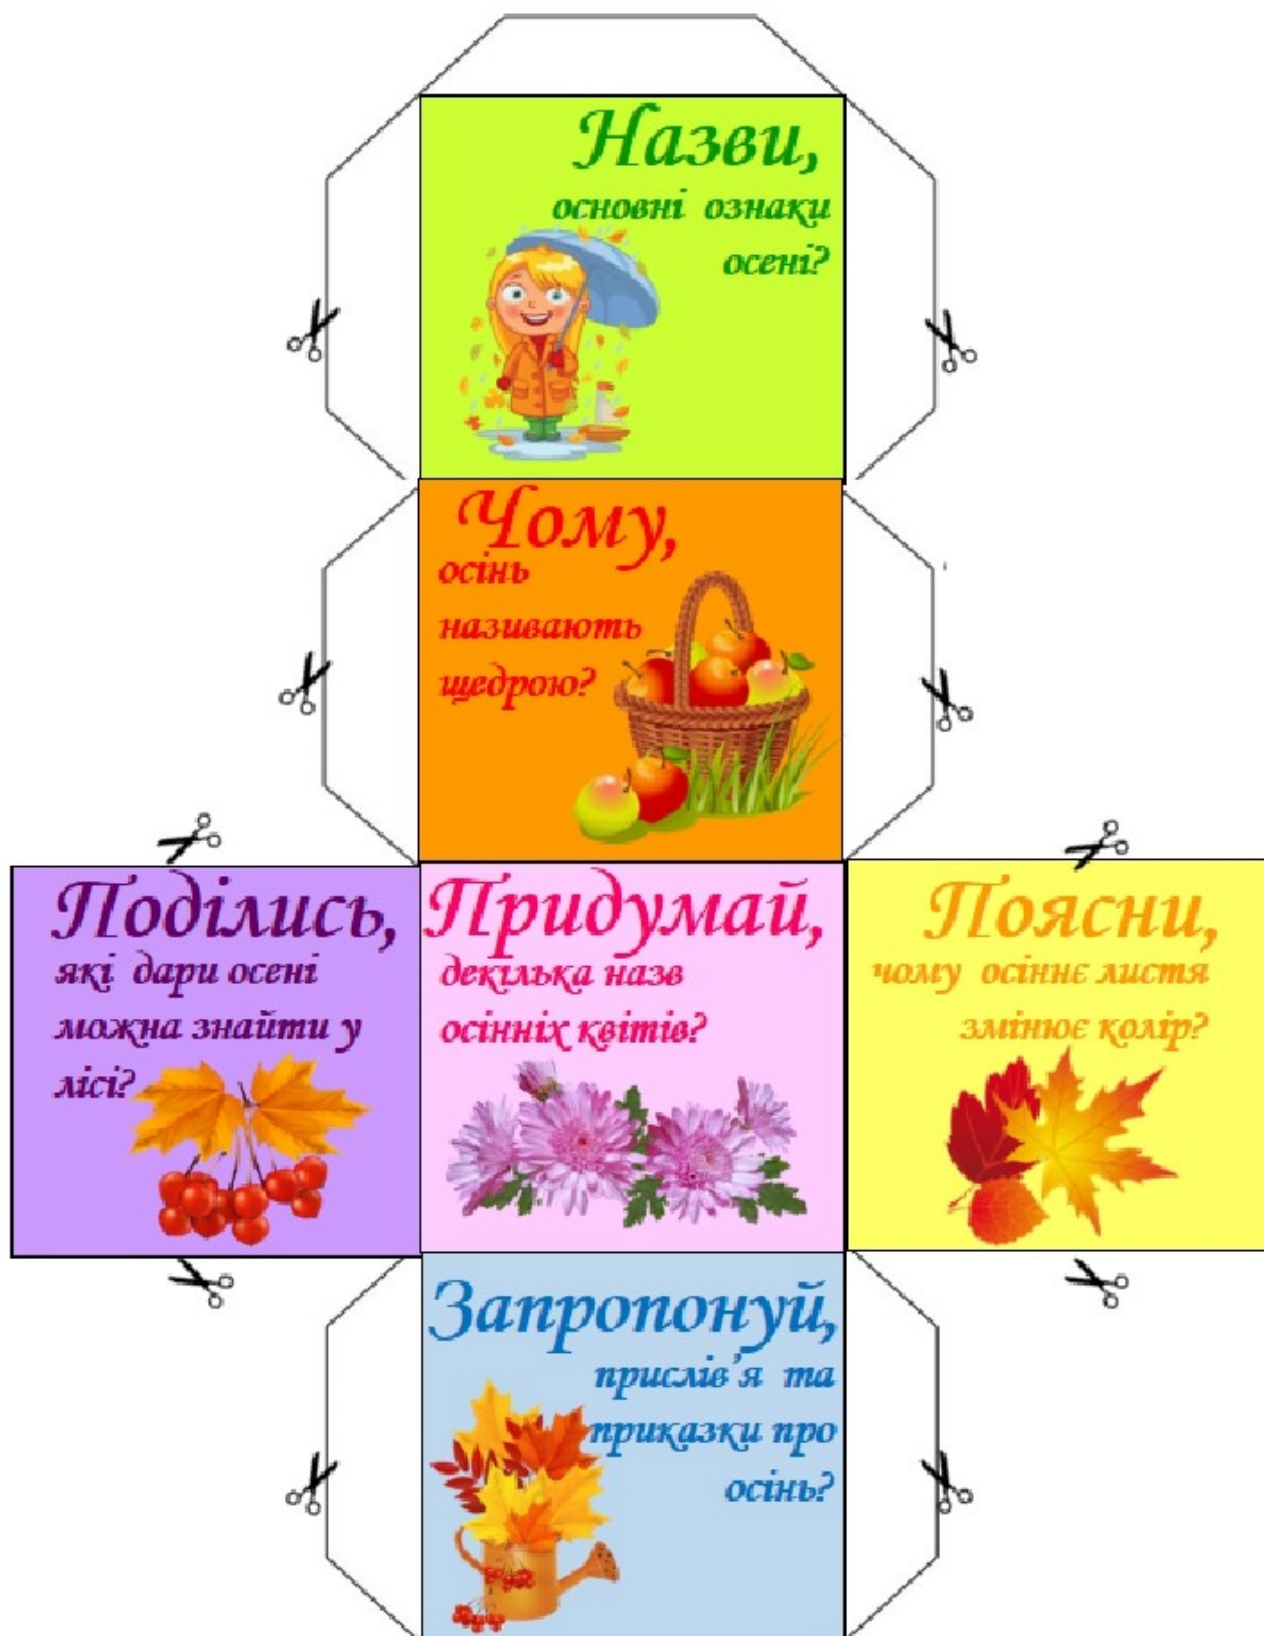 Назви,
основні ознаки
осені?
Чому,
осінь
називають
щедрою?
Поділись,
які дари осені
можна знайти у
лісі?
Придумай,
декілька назв
осінніх квітів?
Поясни,
чому осіннє листя
змінює колір?
Запропонуй,
прислів'я та
приказки про
осінь?